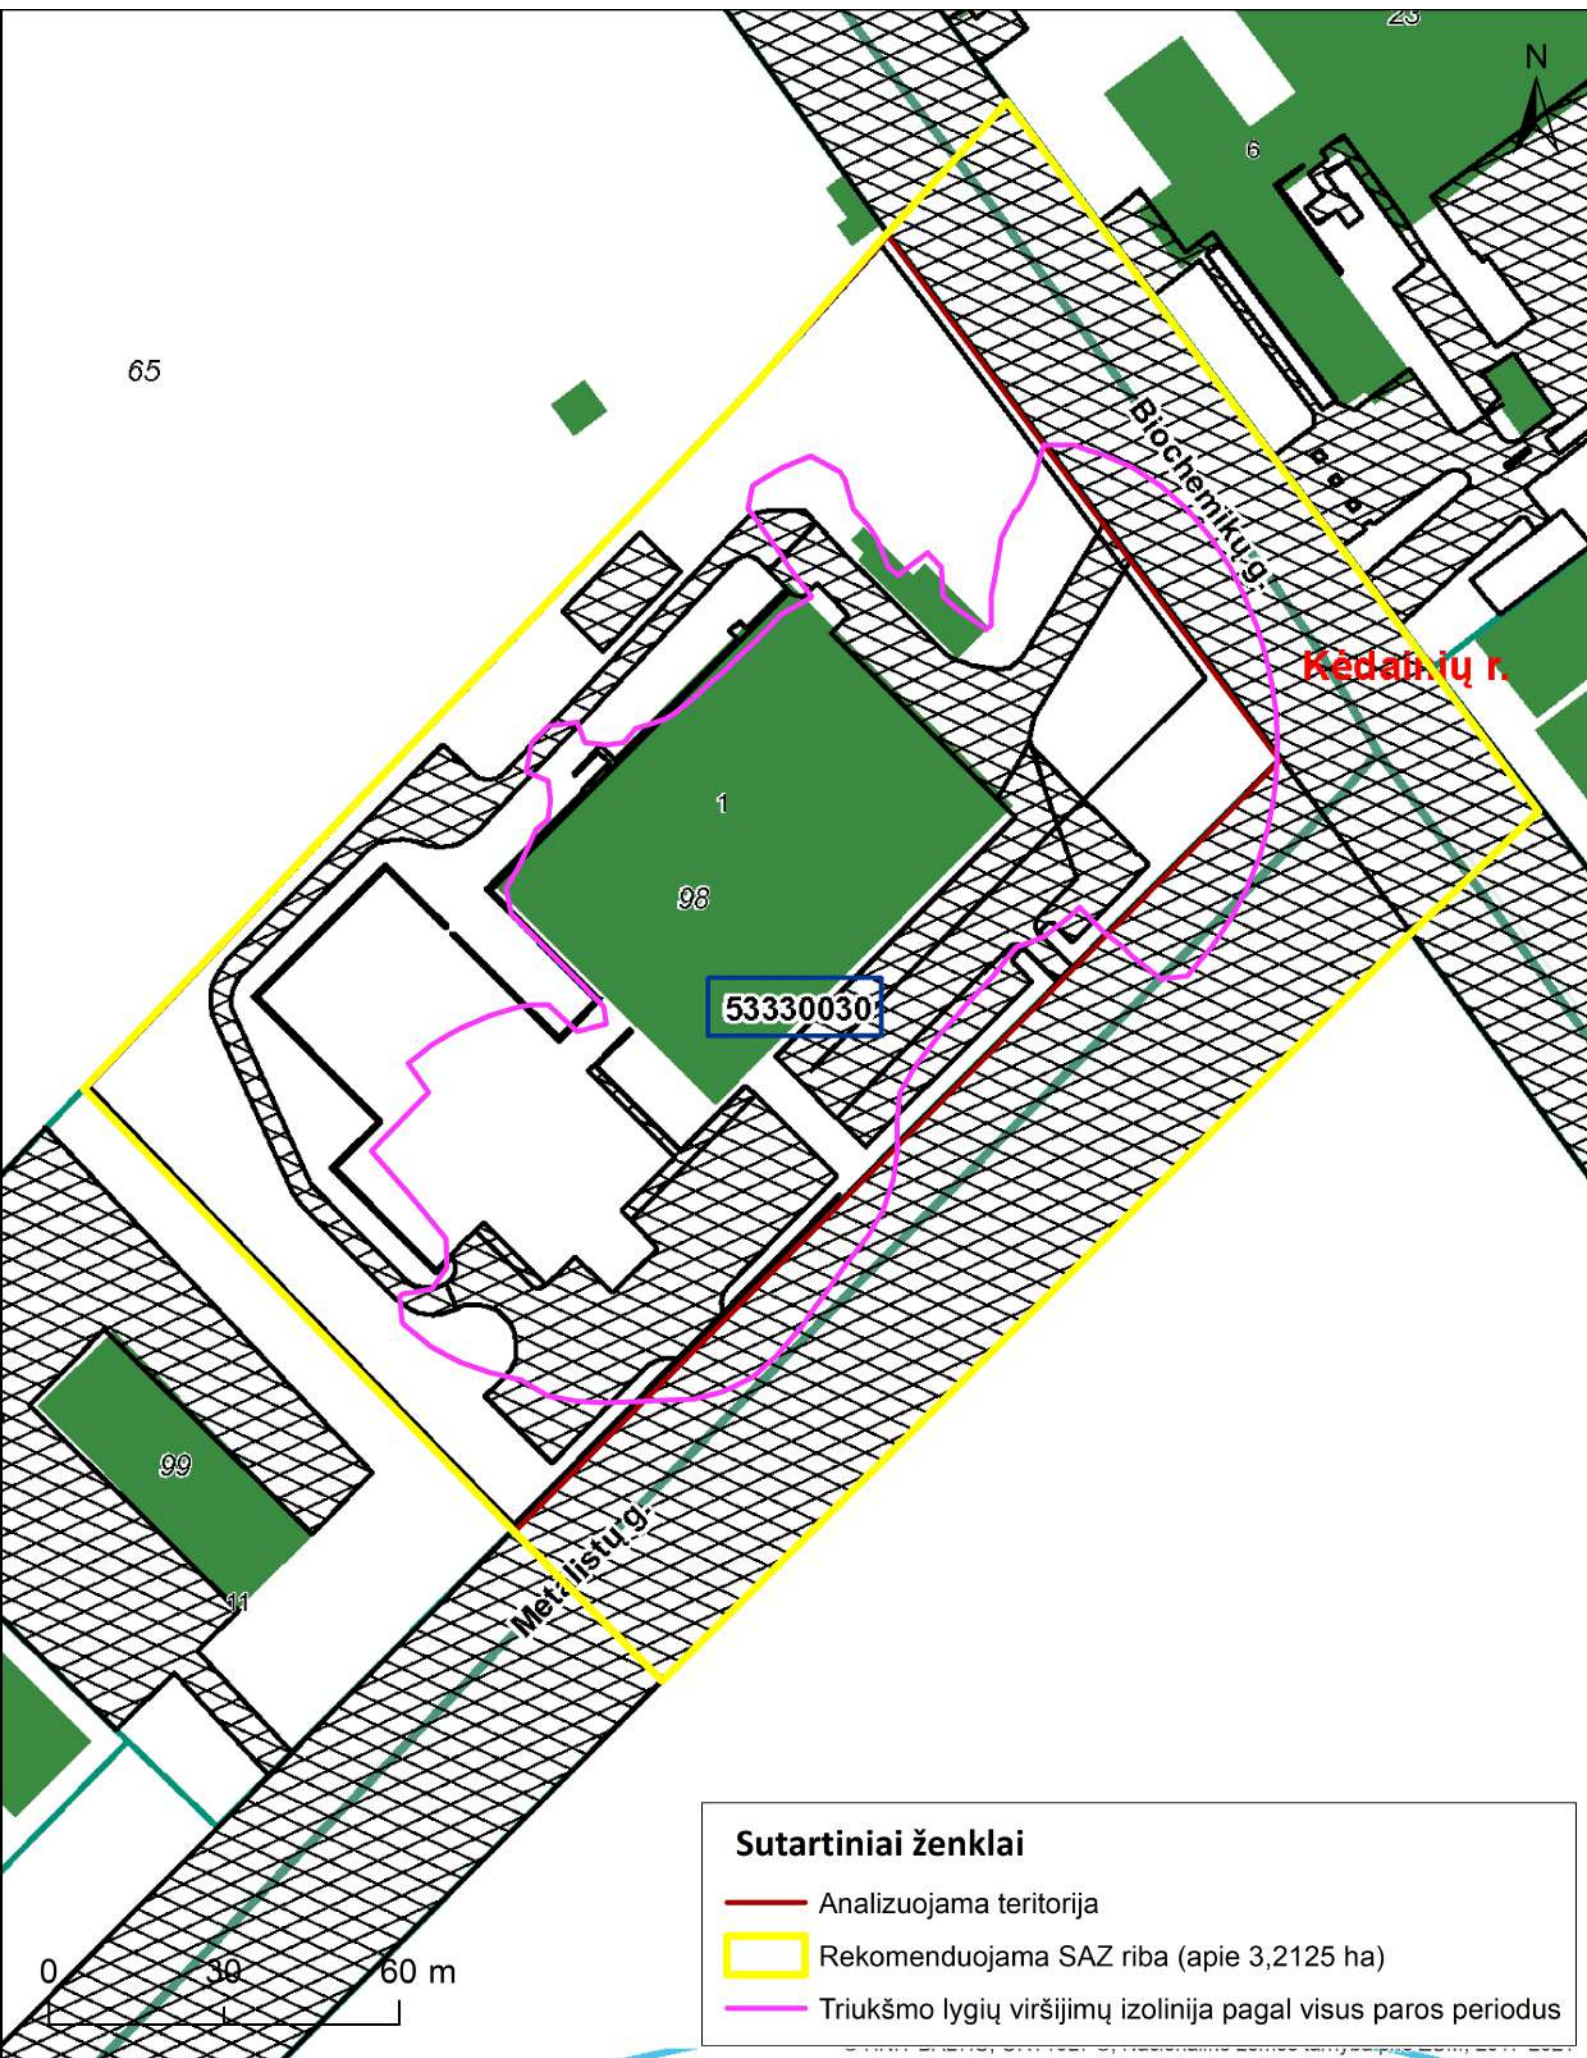 23
N
6
65
Biochemikų g.
Kėdainių r.
1
98
53330030
99
11
Metalistų g.
0 30 60 m
Sutartiniai ženklai
Analizuojama teritorija
Rekomenduojama SAZ riba (apie 3,2125 ha)
Triukšmo lygių viršijimų izolinija pagal visus paros periodus